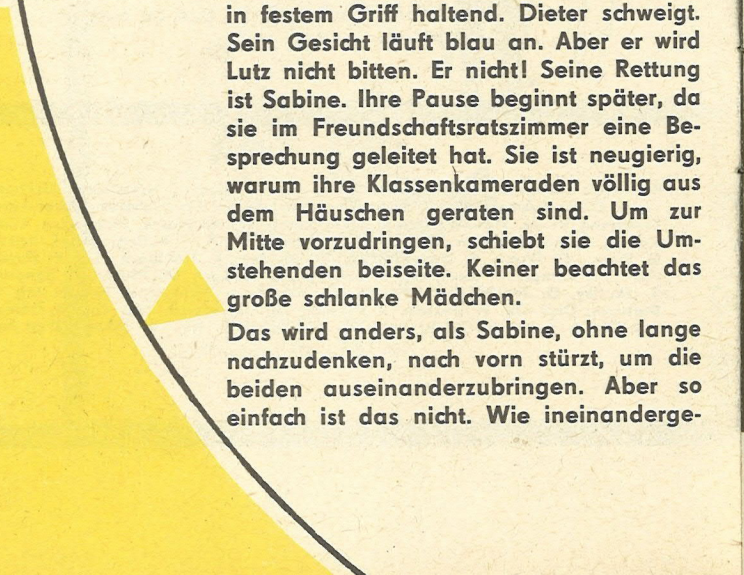 in festem Griff haltend. Dieter schweigt.
Sein Gesicht läuft blau an. Aber er wird
Lutz nicht bitten. Er nicht! Seine Rettung
ist Sabine. Ihre Pause beginnt später, da
sie im Freundschaftsratszimmer eine Be-
sprechung geleitet hat. Sie ist neugierig,
warum ihre Klassenkameraden völlig aus
dem Häuschen geraten sind. Um zur
Mitte vorzudringen, schiebt sie die Um-
stehenden beiseite. Keiner beachtet das
große schlanke Mädchen.
Das wird anders, als Sabine, ohne lange
nachzudenken, nach vorn stürzt, um die
beiden auseinanderzubringen. Aber so
einfach ist das nicht. Wie ineinanderge-